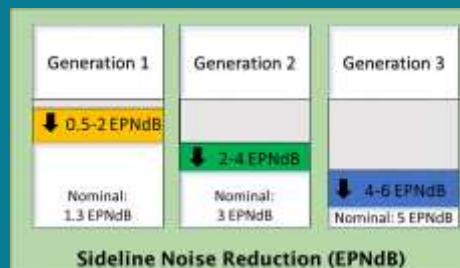 Generation 1
Generation 2
Generation 3
0.5-2 EPNdB
2-4 EPNdB
4-6 EPNdB
Nominal:
1.3 EPNdB
Nominal:
3 EPNdB
Nominal: 5 EPNdB
Sideline Noise Reduction (EPNdB)